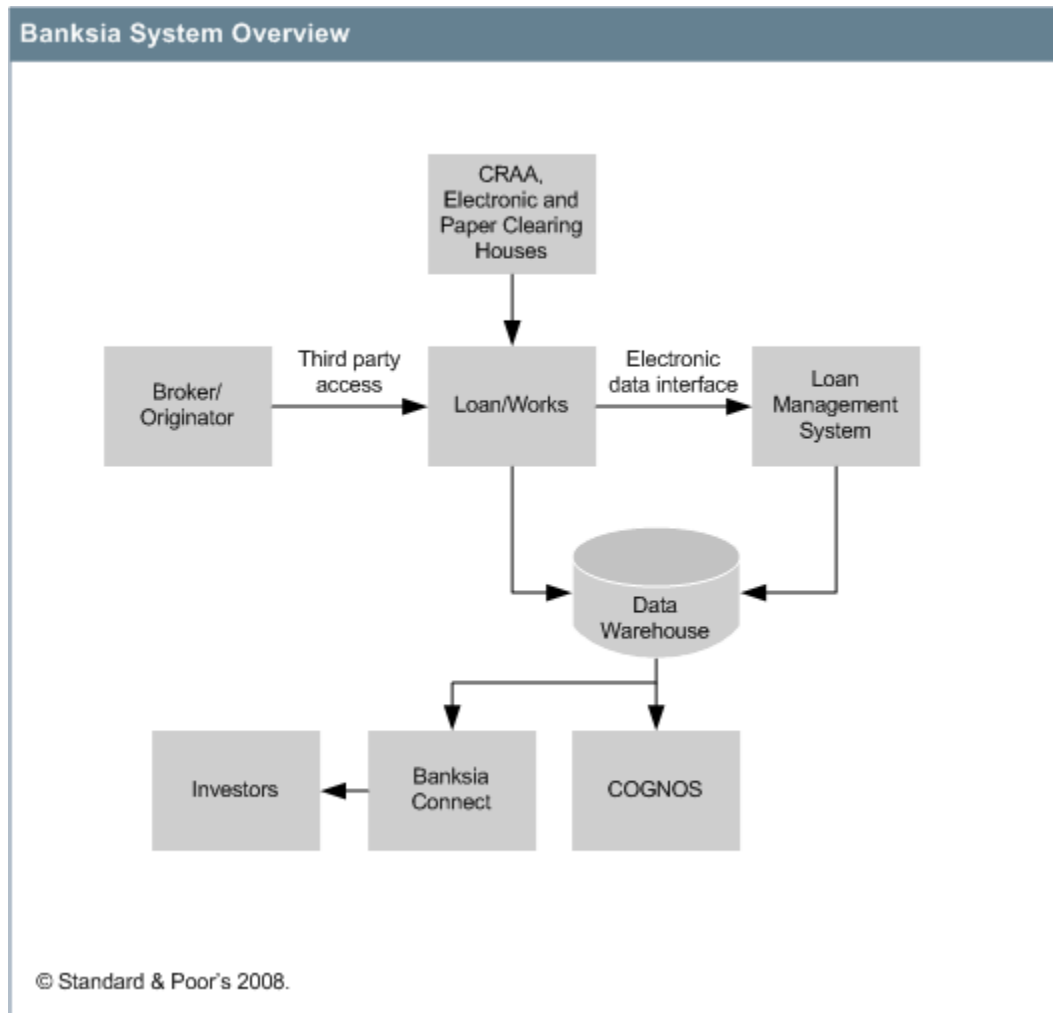 Banksia System Overview
CRAA,
Electronic and
Paper Clearing
Houses
Third party
access
Electronic
data interface
Broker/
Originator
Loan/Works
Loan
Management
System
Data
Warehouse
Investors
Banksia
Connect
COGNOS
© Standard & Poor's 2008.